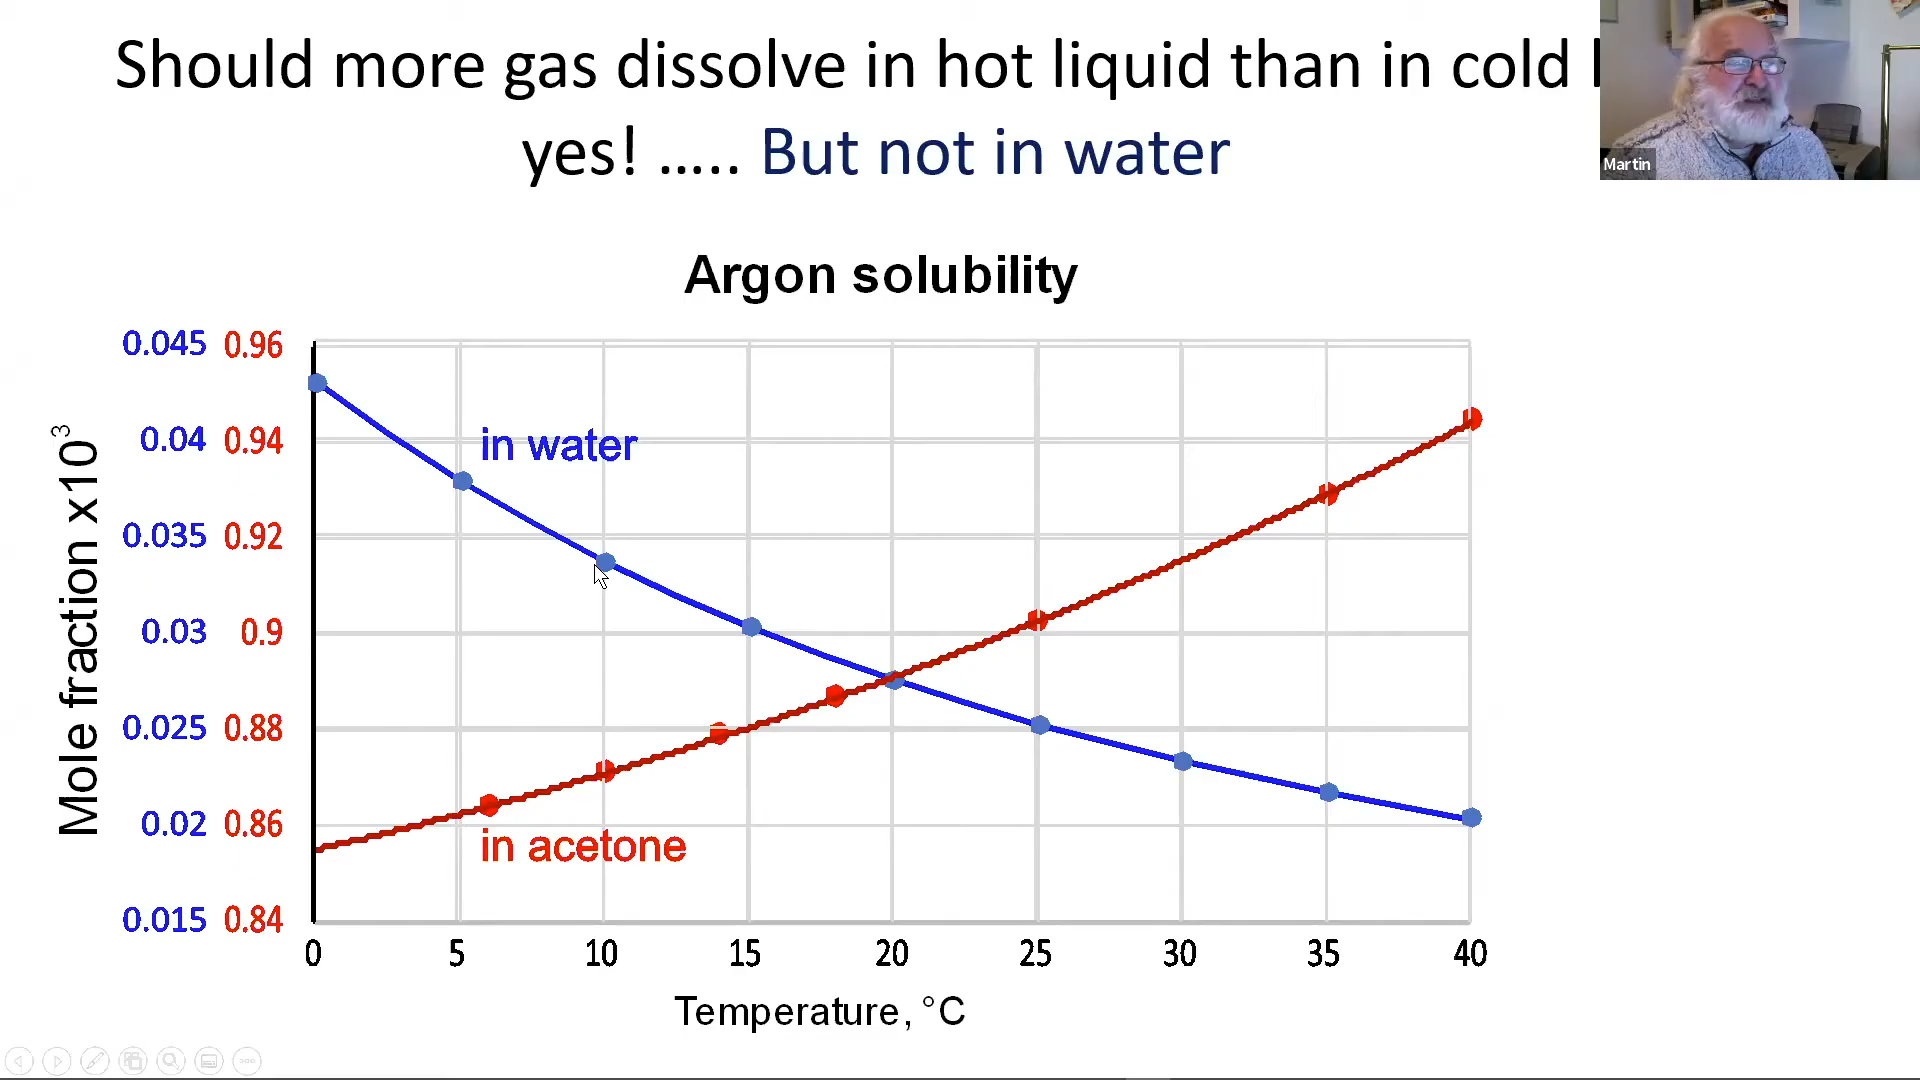 Should more gas dissolve in hot liquid than in cold
yes! ..... But not in water
Martin
Argon solubility
0.045 0.96
0.04 0.94
0.035 0.92
0.03 0.9
0.025 0.88
0.02 0.86
0.015 0.84
Mole fraction x10³
in water
in acetone
0 5 10 15 20 25 30 35 40
Temperature, °C